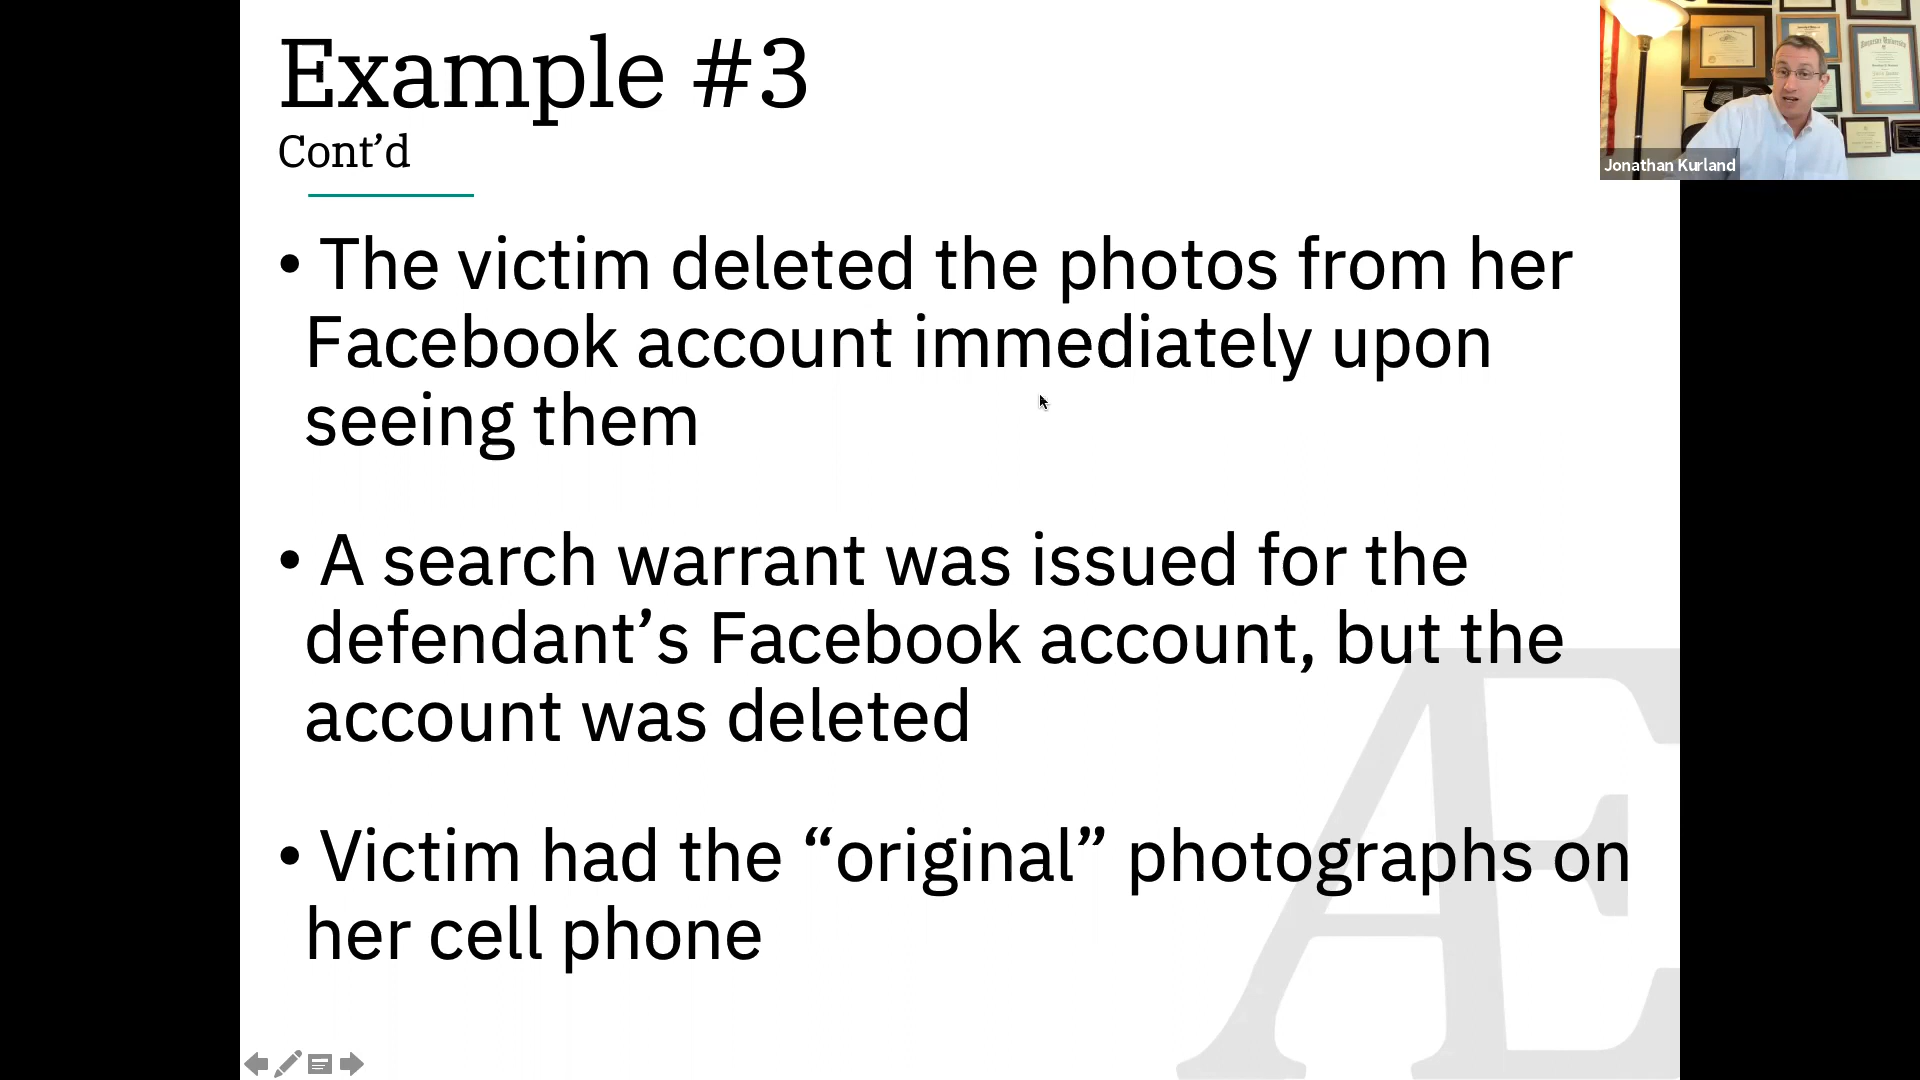 Example #3
Cont’d
• The victim deleted the photos from her
Facebook account immediately upon
seeing them
• A search warrant was issued for the
defendant’s Facebook account, but the
account was deleted
• Victim had the “original” photographs on
her cell phone
Æ
Jonathan Kurland